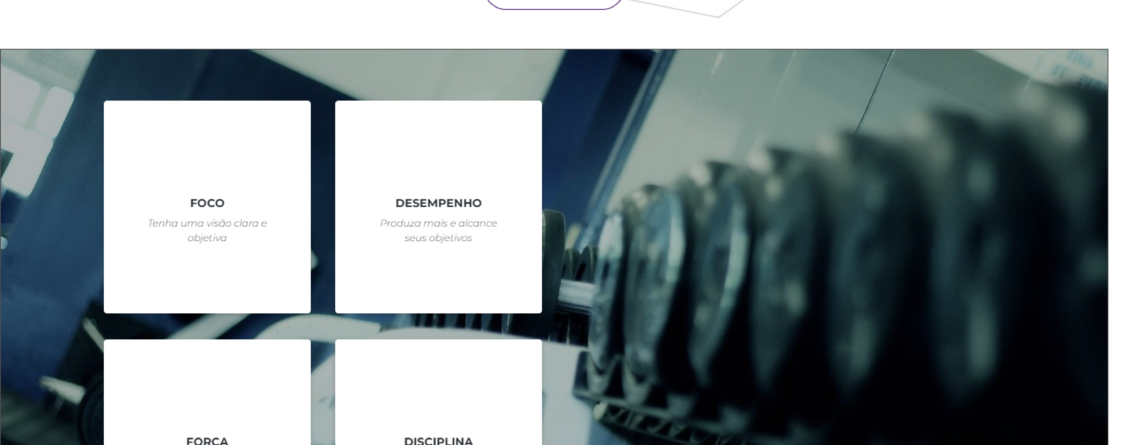 FOCO
Tenha uma visão clara e
objetiva
DESEMPENHO
Produza mais e alcance
seus objetivos
FORÇA
DISCIPLINA